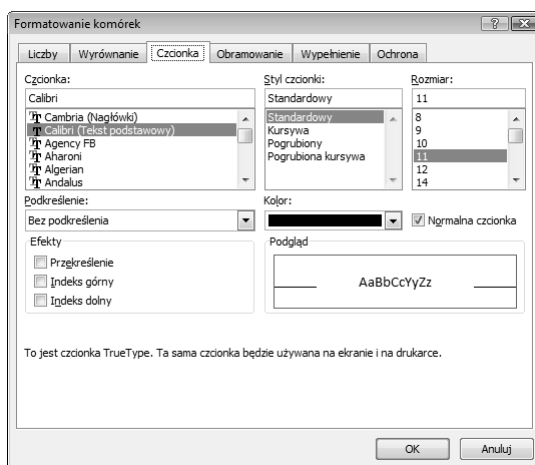 Formatowanie komórek
Liczby Wyrównanie Czcionka Obramowanie Wypełnienie Ochrona
Czcionka: Styl czcionki: Rozmiar:
Calibri Standardowy 11
Cambria (Nagłówki) Standardowy 8
Calibri (Tekst podstawowy) Kursywa 9
Agency FB Pogrubiony 10
Aharoni Pogrubiona kursywa 11
Algerian 12
Andalus 14
Podkreślenie: Kolor:
Bez podkreślenia Normalna czcionka
Efekty Podgląd
Przekreślenie
Indeks górny AaBbCcYyZz
Indeks dolny
To jest czcionka TrueType. Ta sama czcionka będzie używana na ekranie i na drukarce.
OK Anuluj